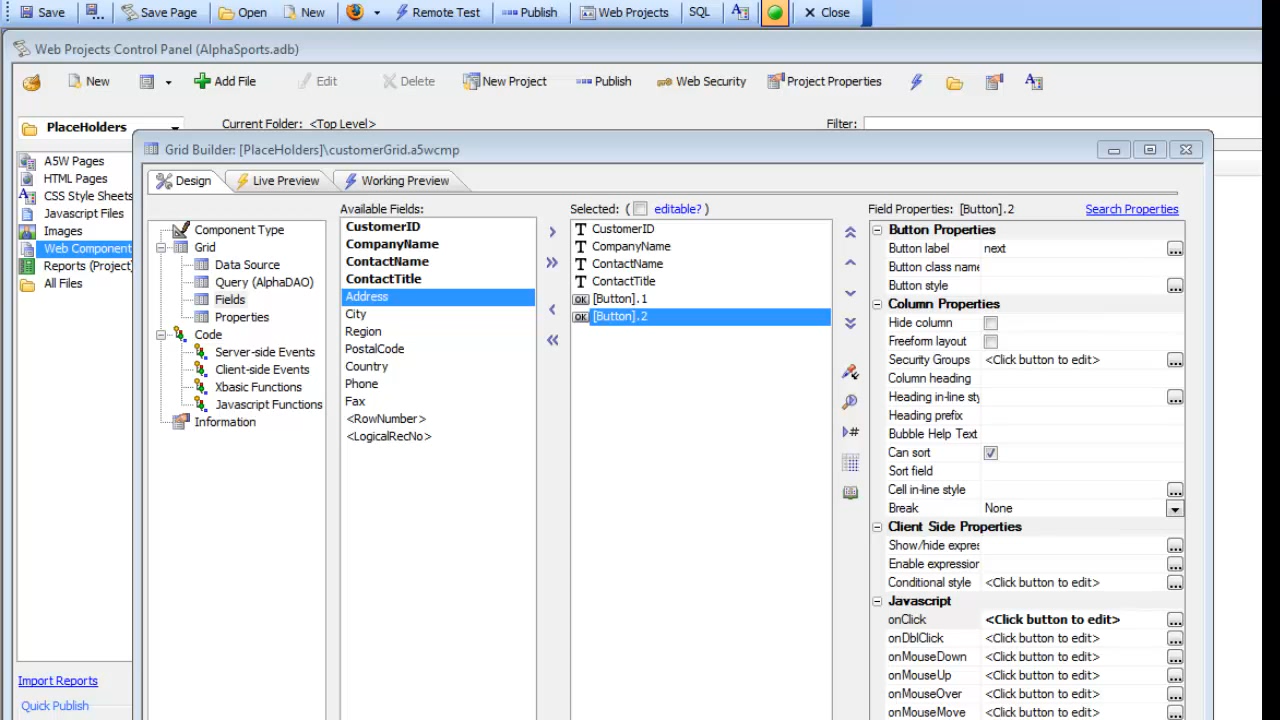 Save Save Page Open New Remote Test Publish Web Projects SQL A Close
Web Projects Control Panel (AlphaSports.adb)
New Add File Edit Delete New Project Publish Web Security Project Properties
PlaceHolders Current Folder: <Top Level> Filter:
Grid Builder: [PlaceHolders]\customerGrid.a5wcmp
A5W Pages
HTML Pages
CSS Style Sheets
Javascript Files
Images
Web Component
Reports (Project)
All Files
Import Reports
Quick Publish
Design Live Preview Working Preview
Component Type
Grid
Data Source
Query (AlphaDAO)
Fields
Properties
Code
Server-side Events
Client-side Events
Xbasic Functions
Javascript Functions
Information
Available Fields:
CustomerID
CompanyName
ContactName
ContactTitle
Address
City
Region
PostalCode
Country
Phone
Fax
<RowNumber>
<LogicalRecNo>
Selected: ( editable? )
T CustomerID
T CompanyName
T ContactName
T ContactTitle
OK [Button].1
OK [Button].2
Field Properties: [Button].2 Search Properties
Button Properties
Button label next
Button class name
Button style
Column Properties
Hide column
Freeform layout
Security Groups <Click button to edit>
Column heading
Heading in-line sty
Heading prefix
Bubble Help Text
Can sort
Sort field
Cell in-line style
Break None
Client Side Properties
Show/hide expres
Enable expression
Conditional style <Click button to edit>
Javascript
onClick <Click button to edit>
onDblClick <Click button to edit>
onMouseDown <Click button to edit>
onMouseUp <Click button to edit>
onMouseOver <Click button to edit>
onMouseMove <Click button to edit>